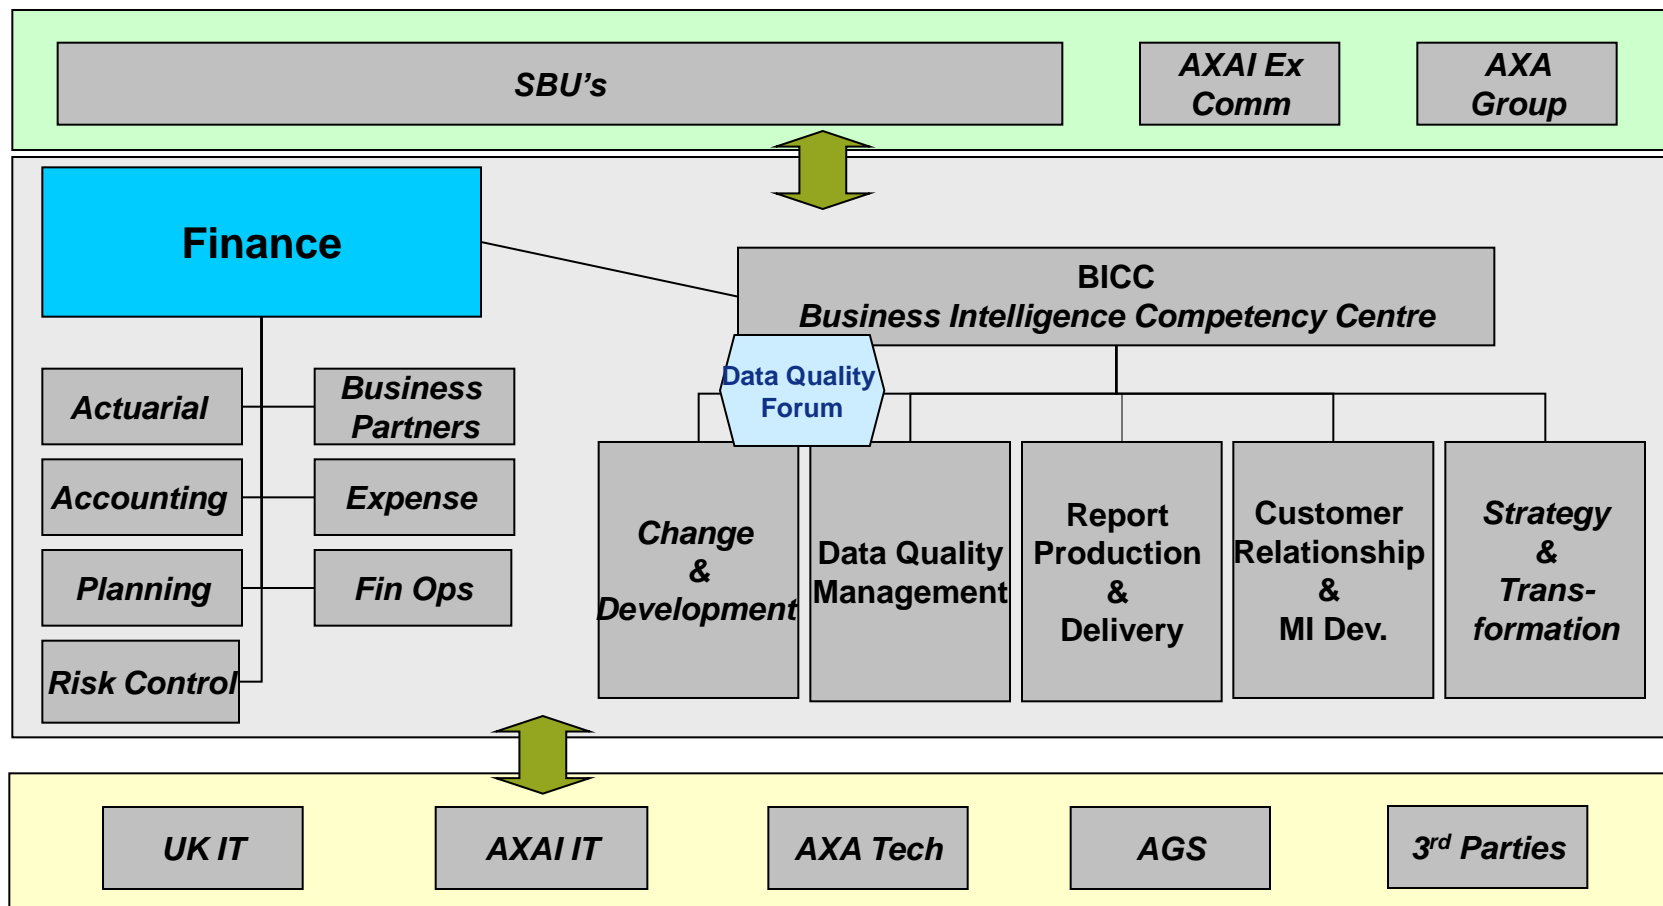 SBU's
AXAI Ex
Comm
AXA
Group
Finance
BICC
Business Intelligence Competency Centre
Data Quality
Forum
Actuarial
Business
Partners
Accounting
Expense
Planning
Fin Ops
Risk Control
Change
&
Development
Data Quality
Management
Report
Production
&
Delivery
Customer
Relationship
&
MI Dev.
Strategy
&
Trans-
formation
UK IT
AXAI IT
AXA Tech
AGS
3rd Parties